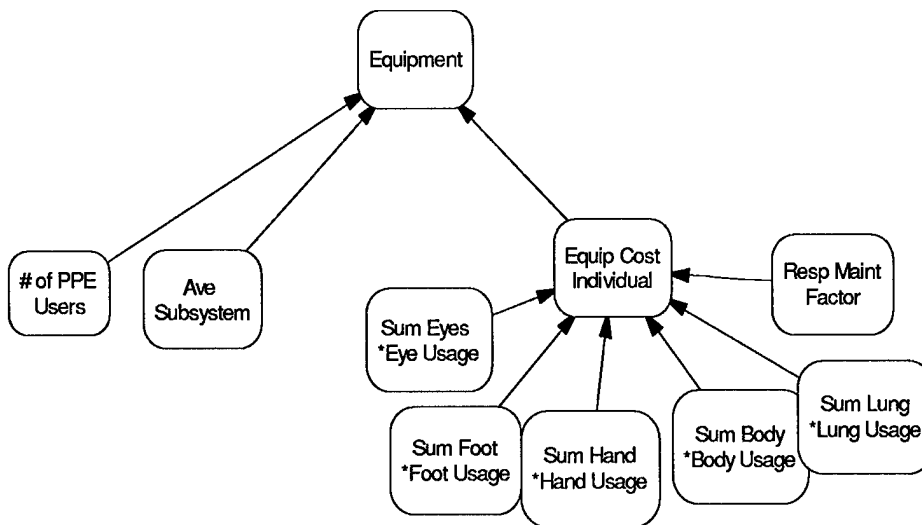 Equipment
# of PPE
Users
Ave
Subsystem
Equip Cost
Individual
Resp Maint
Factor
Sum Eyes
*Eye Usage
Sum Foot
*Foot Usage
Sum Hand
*Hand Usage
Sum Body
*Body Usage
Sum Lung
*Lung Usage